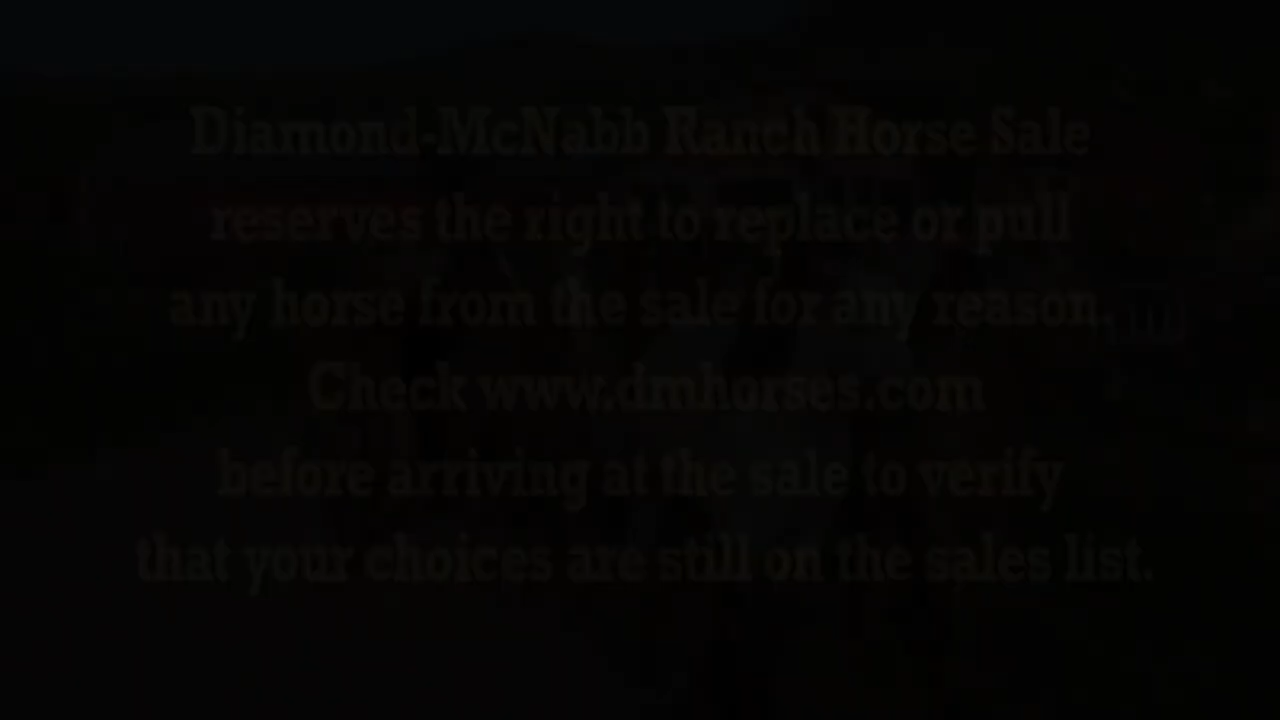 Diamond-McNabb Ranch Horse Sale
reserves the right to replace or pull
any horse from the sale for any reason.
Check www.dmhorses.com
before arriving at the sale to verify
that your choices are still on the sales list.